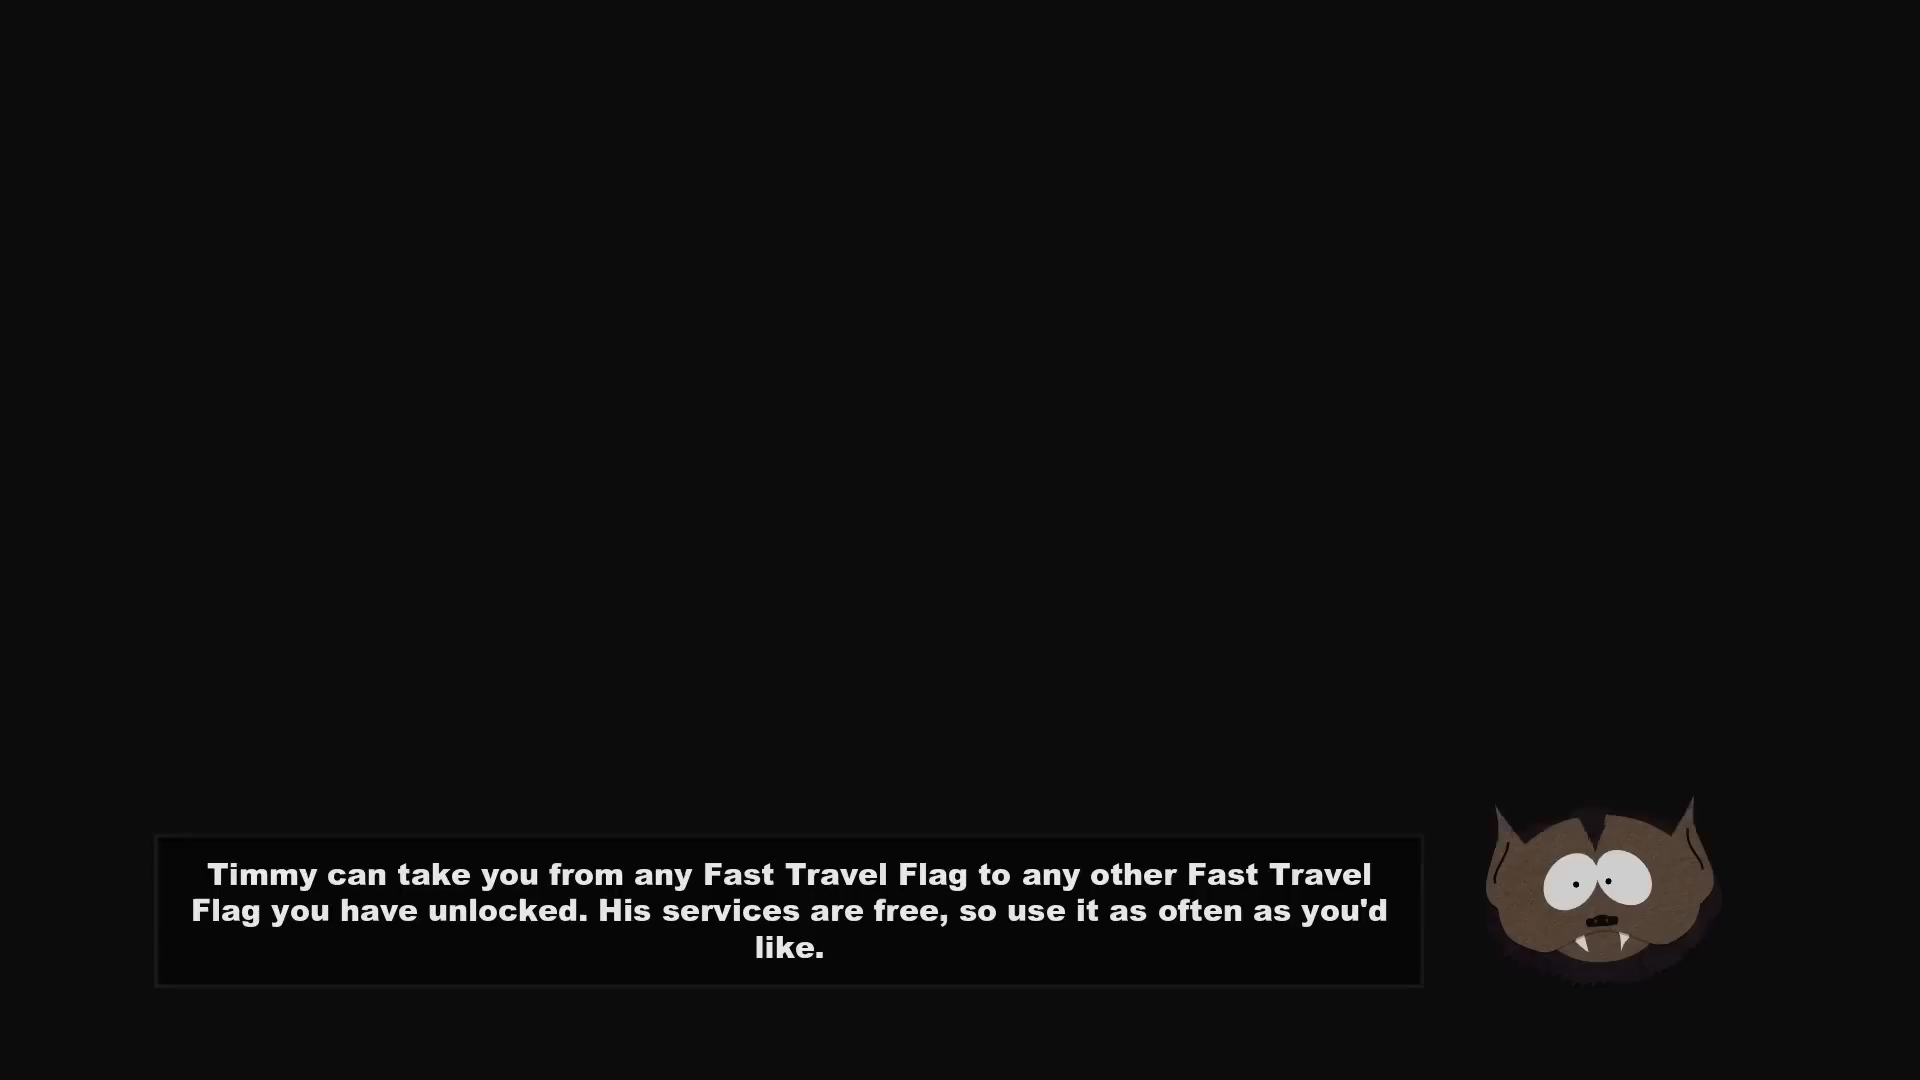 Timmy can take you from any Fast Travel Flag to any other Fast Travel
Flag you have unlocked. His services are free, so use it as often as you'd
like.